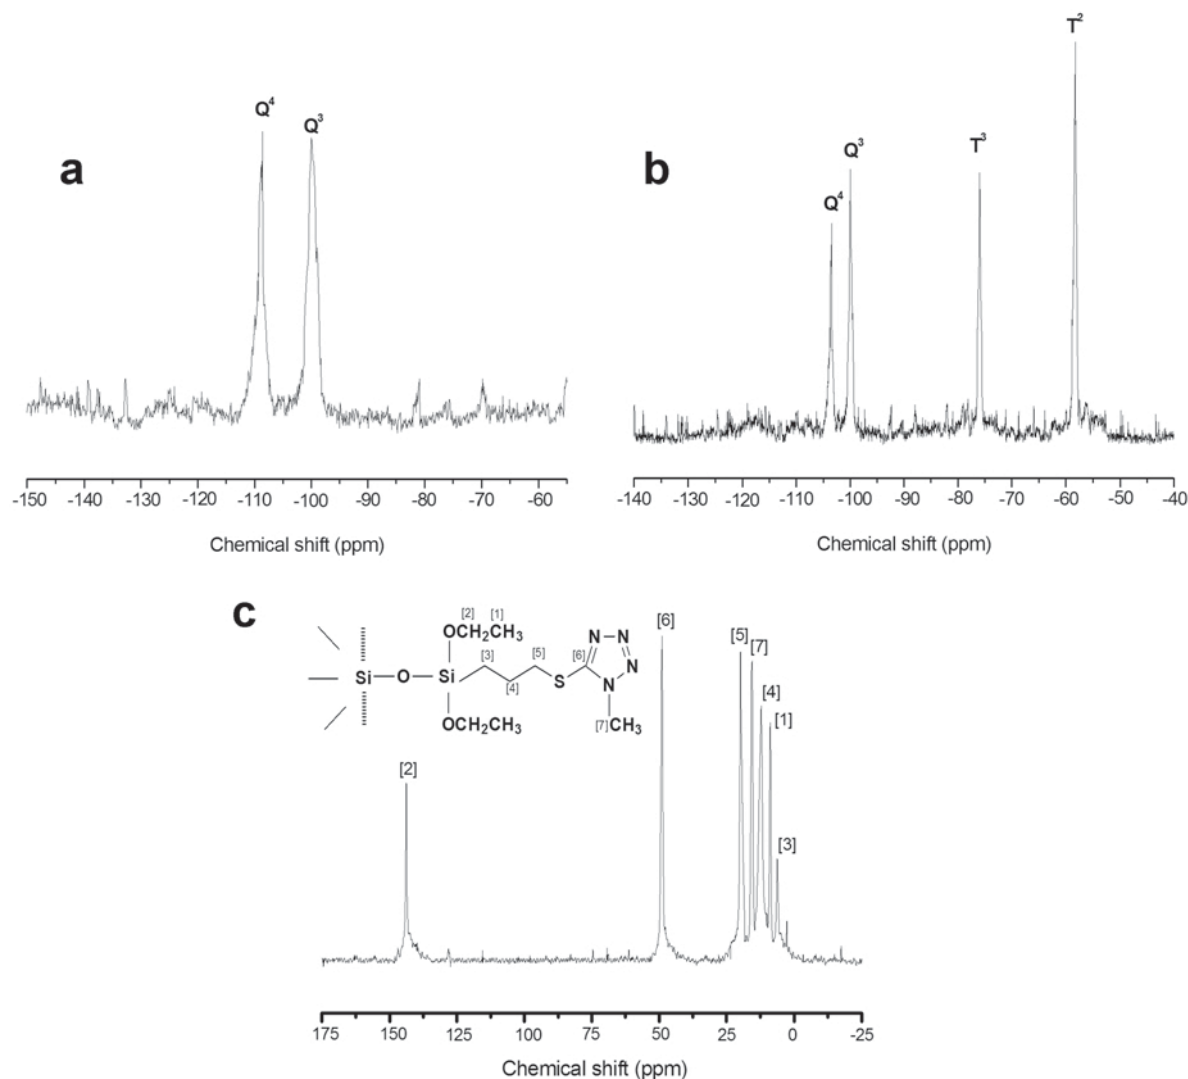 a
Q4
Q3
-150 -140 -130 -120 -110 -100 -90 -80 -70 -60
Chemical shift (ppm)
b
Q4
Q3
T3
T2
-140 -130 -120 -110 -100 -90 -80 -70 -60 -50 -40
Chemical shift (ppm)
c
[2] [1]
OCH2CH3
[3] [5] [6] N N
Si O Si [4] S N N
OCH2CH3 [7]CH3
[2]
[6]
[5]
[7]
[4]
[1]
[3]
175 150 125 100 75 50 25 0 -25
Chemical shift (ppm)